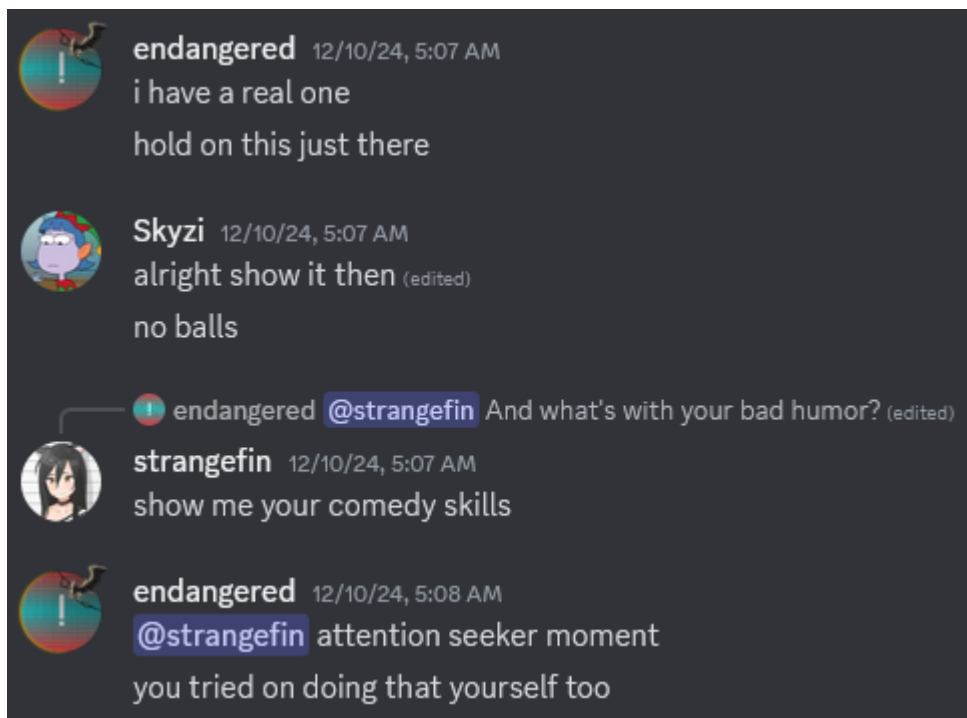 endangered 12/10/24, 5:07 AM
i have a real one
hold on this just there
Skyzi 12/10/24, 5:07 AM
alright show it then (edited)
no balls
endangered @strangefin And what's with your bad humor? (edited)
strangefin 12/10/24, 5:07 AM
show me your comedy skills
endangered 12/10/24, 5:08 AM
@strangefin attention seeker moment
you tried on doing that yourself too